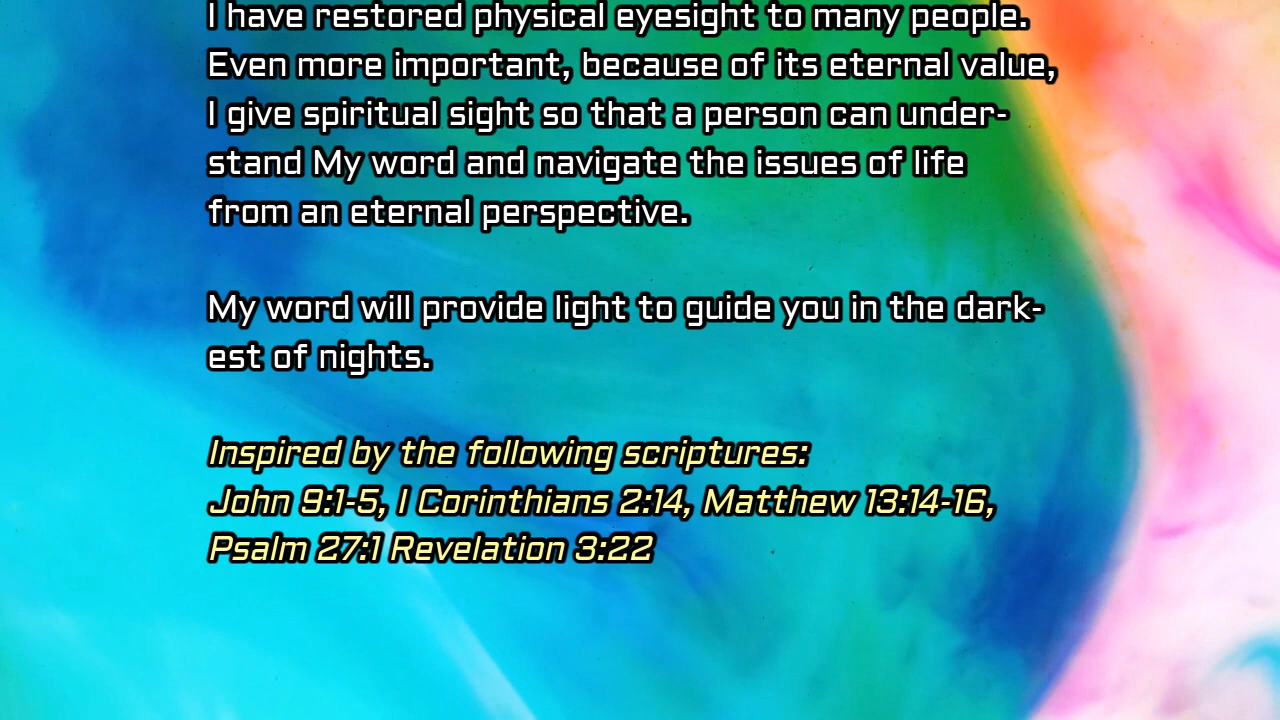 I have restored physical eyesight to many people.
Even more important, because of its eternal value,
I give spiritual sight so that a person can under-
stand My word and navigate the issues of life
from an eternal perspective.
My word will provide light to guide you in the dark-
est of nights.
Inspired by the following scriptures:
John 9:1-5, I Corinthians 2:14, Matthew 13:14-16,
Psalm 27:1 Revelation 3:22